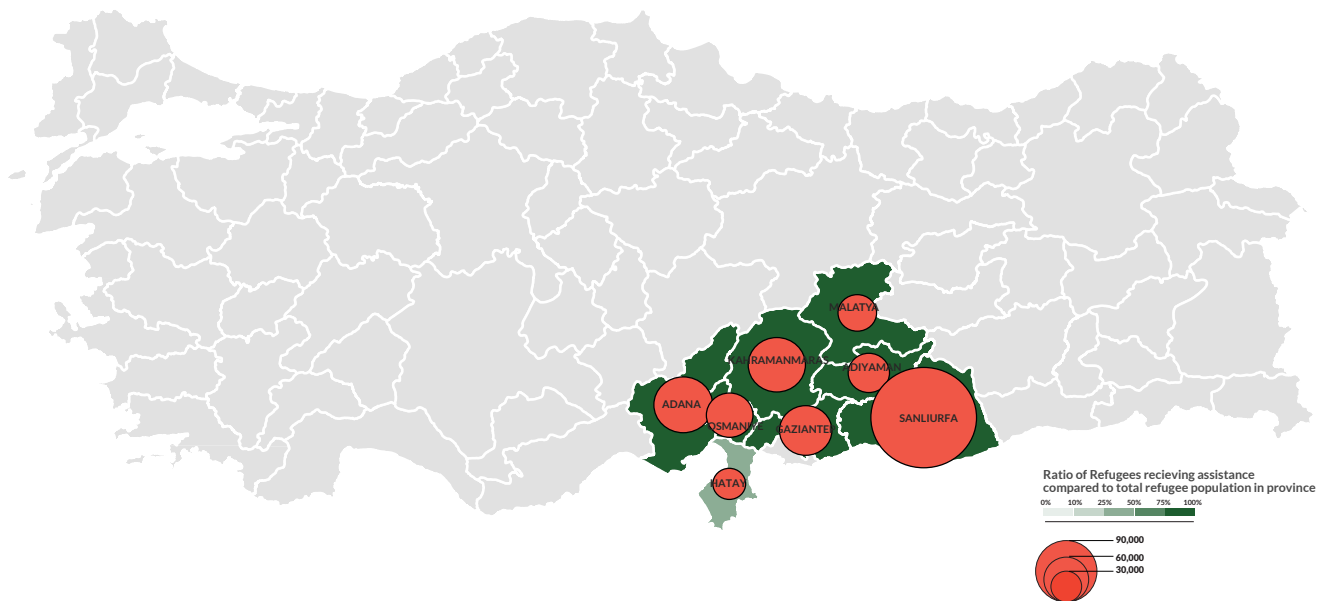 MALATYA
KAHRAMANMARAS
ADIYAMAN
ADANA
OSMANIYE
GAZIANTEP
SANLIURFA
HATAY
Ratio of Refugees recieving assistance
compared to total refugee population in province
0% 10% 25% 50% 75% 100%
90,000
60,000
30,000